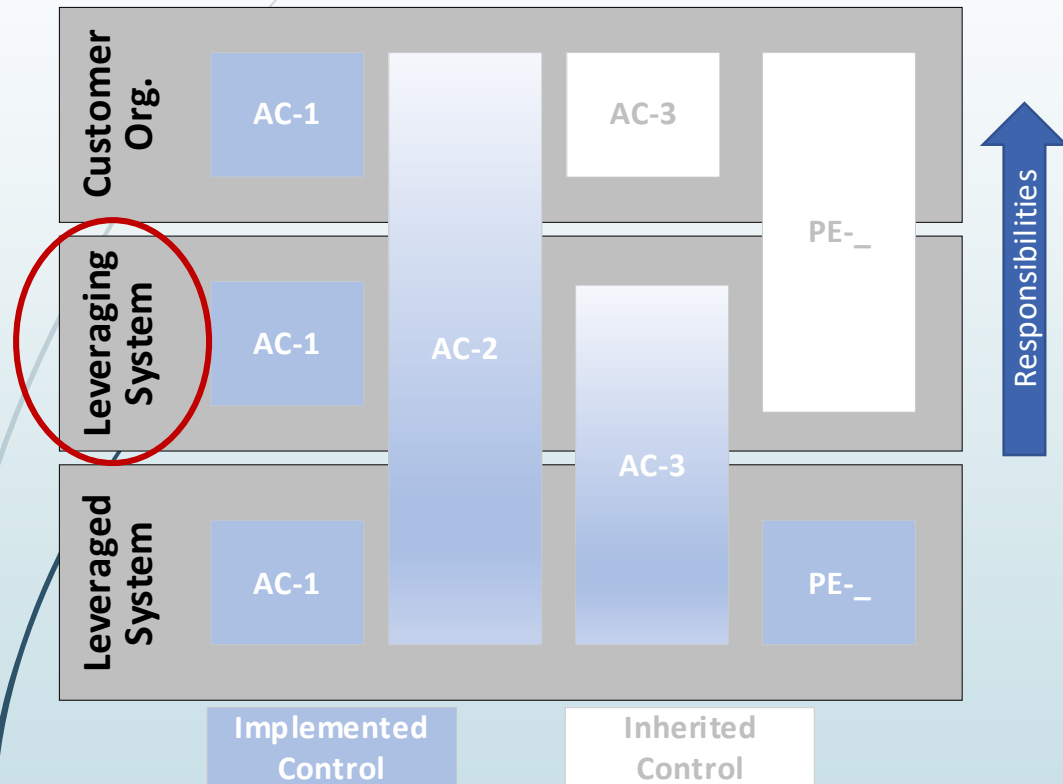 Customer
Org.
AC-1
AC-3
Leveraging
System
AC-1
AC-2
PE-_
Leveraged
System
AC-1
AC-3
PE-_
Responsibilities
Implemented
Control
Inherited
Control